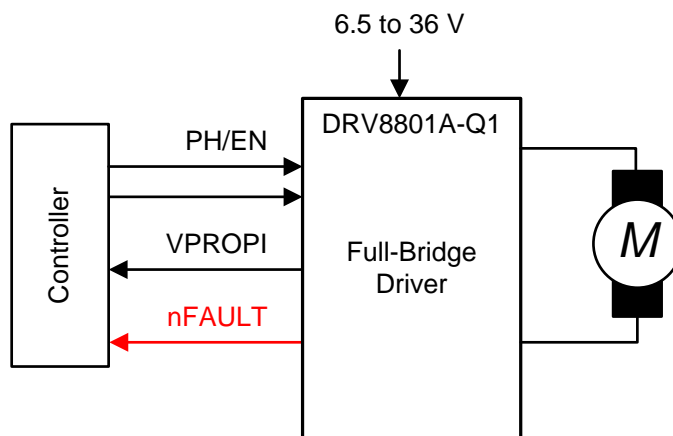 6.5 to 36 V
DRV8801A-Q1
PH/EN
Controller
VPROPI
Full-Bridge
Driver
M
nFAULT